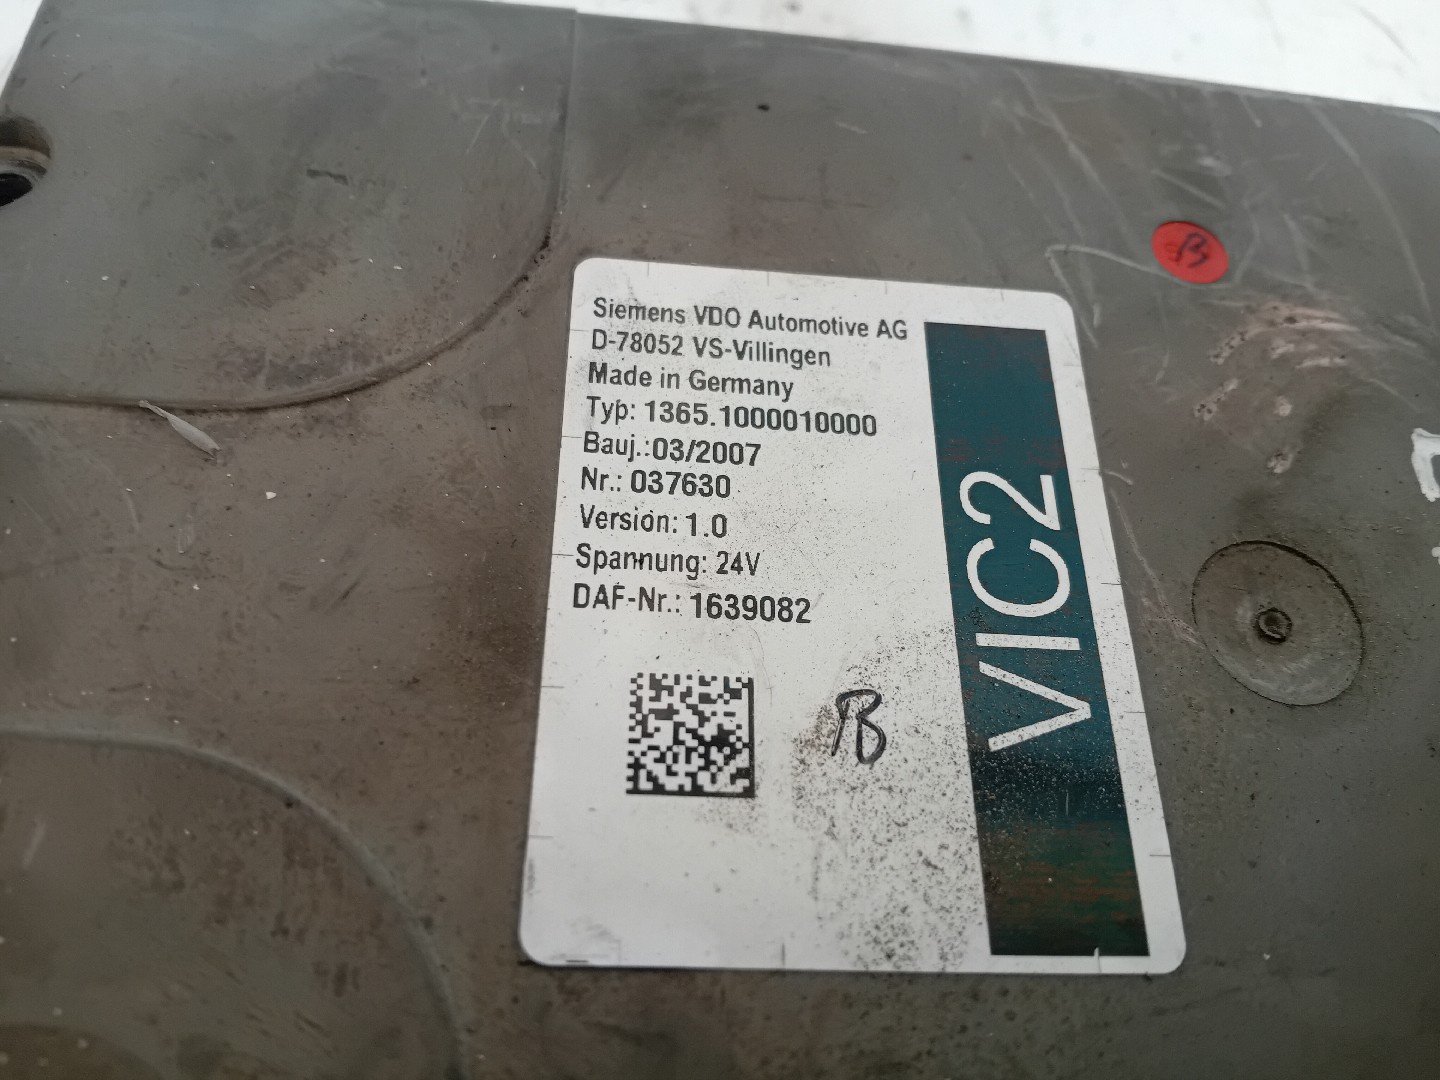 Siemens VDO Automotive AG
D-78052 VS-Villingen
Made in Germany
Typ: 1365.1000010000
Bauj.:03/2007
Nr.: 037630
Version: 1.0
Spannung: 24V
DAF-Nr.: 1639082
VIC2